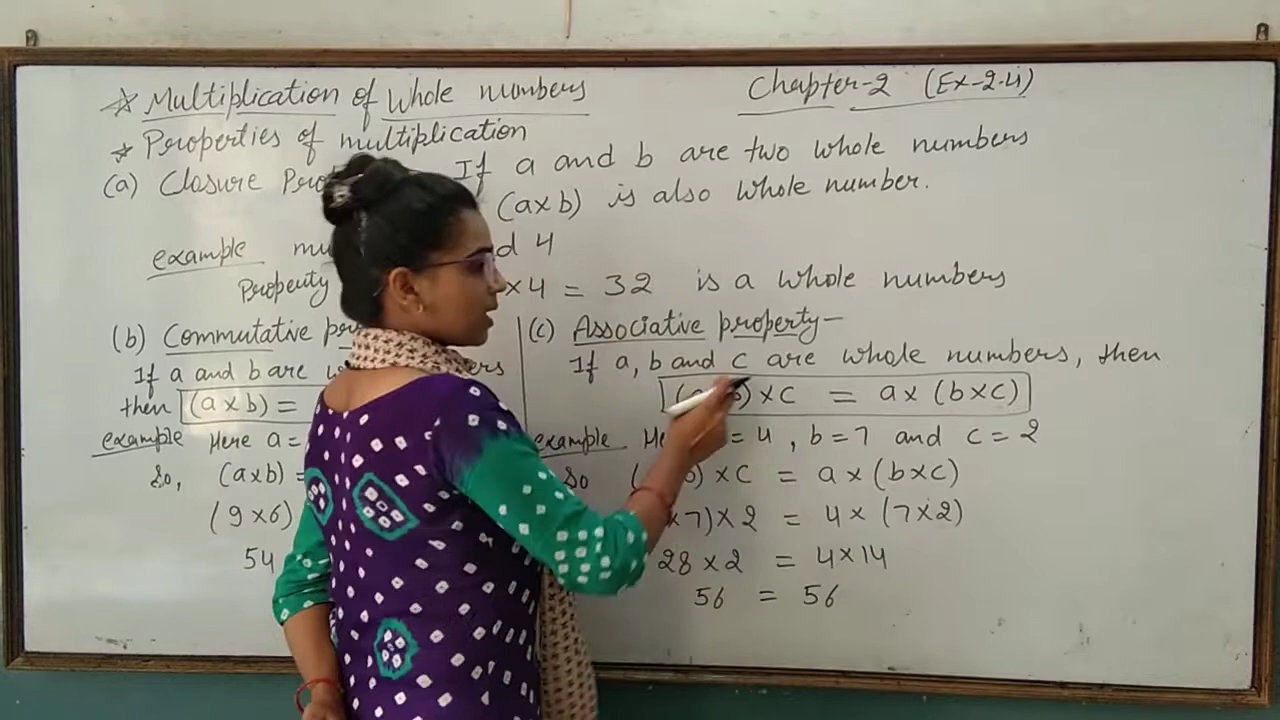 ☆ Multiplication of Whole numbers
Chapter-2 (Ex-2.4)
☆ Properties of multiplication
(a) Closure If a and b are two whole numbers
(a×b) is also whole number.
example 4
Property ×4 = 32 is a whole numbers
(b) Commutative
If a and b are
then (a×b) =
example Here a =
So, (a×b) =
(9×6)
54
(c) Associative property—
If a, b and c are whole numbers, then
×c = a×(b×c)
example = 4, b=7 and c=2
So ×c = a×(b×c)
×7)×2 = 4×(7×2)
28×2 = 4×14
56 = 56